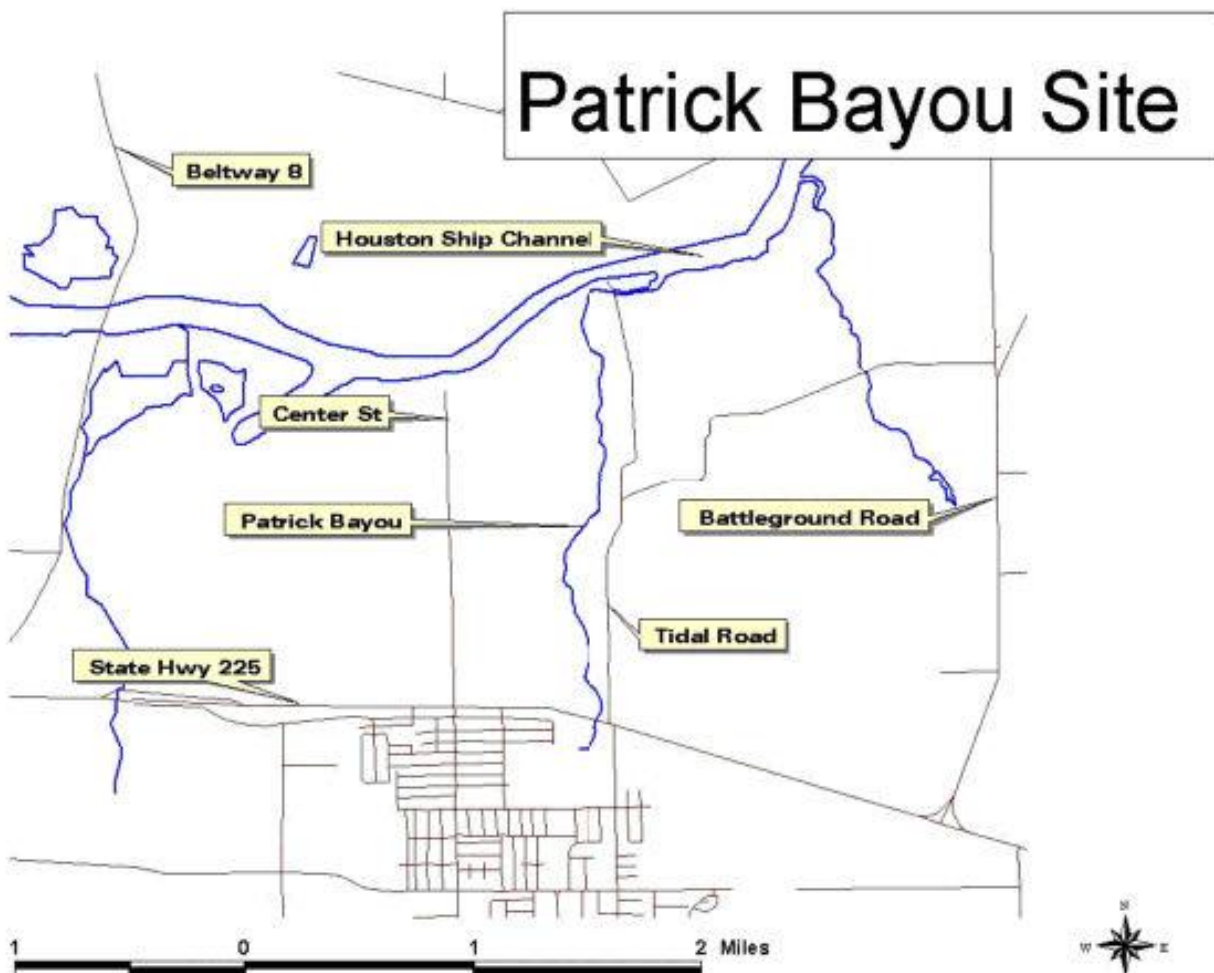 Patrick Bayou Site
Beltway 8
Houston Ship Channel
Center St
Patrick Bayou
Battleground Road
Tidal Road
State Hwy 225
N
W E
S
1 0 1 2 Miles